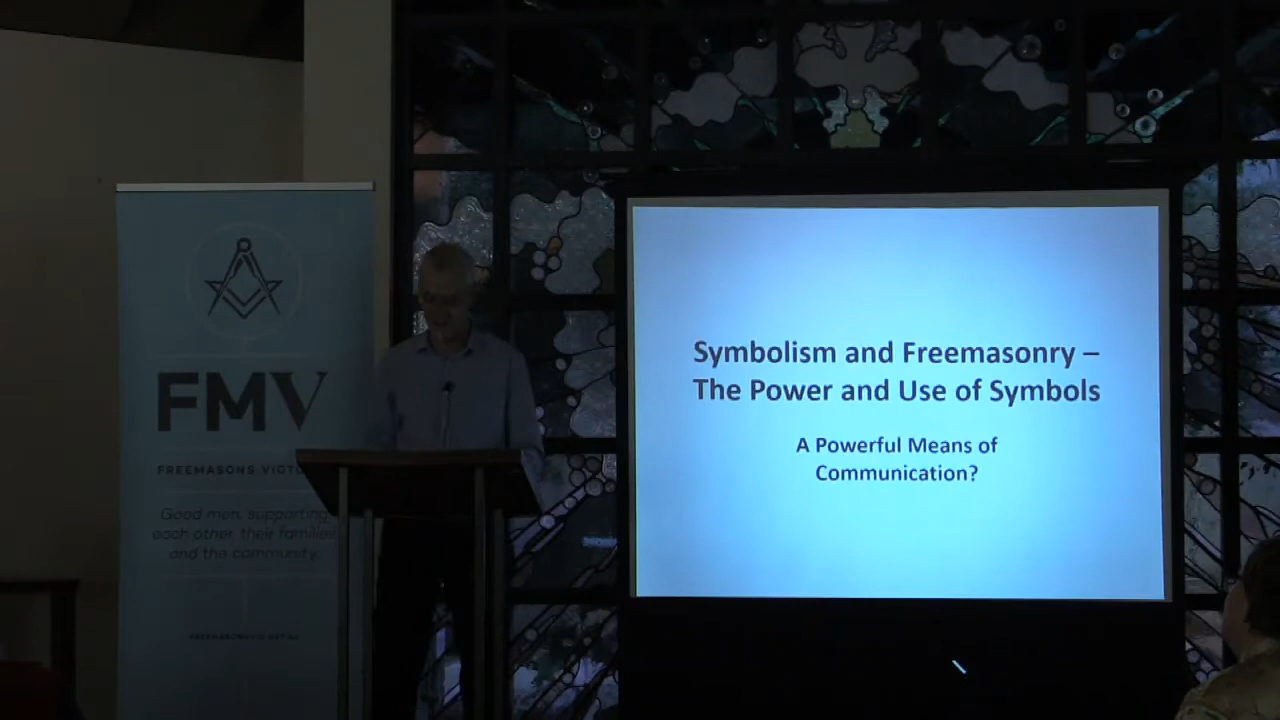 FMV
FREEMASONS VICTO
Good men, supporting
each other, their families
and the community.
Symbolism and Freemasonry –
The Power and Use of Symbols
A Powerful Means of
Communication?